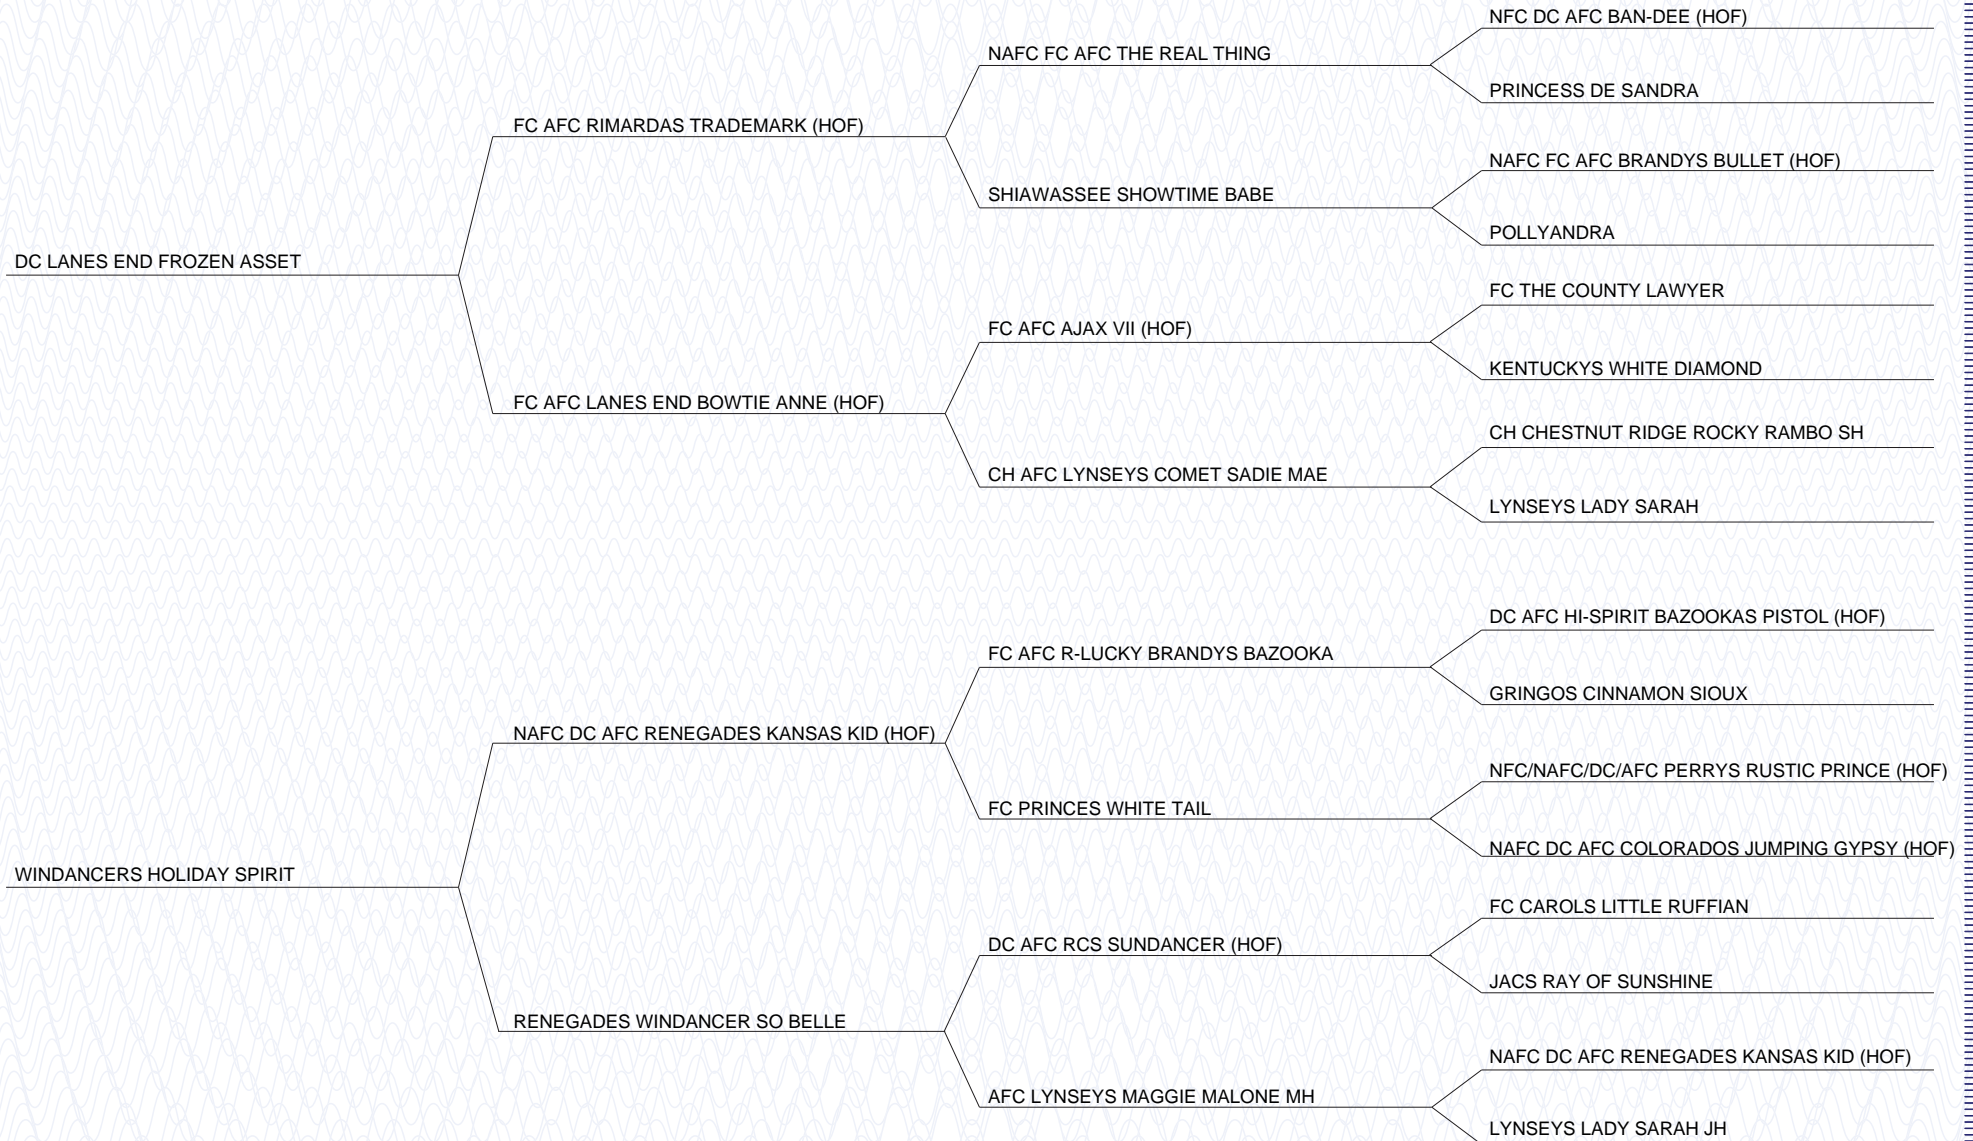 NFC DC AFC BAN-DEE (HOF)
NAFC FC AFC THE REAL THING
PRINCESS DE SANDRA
FC AFC RIMARDAS TRADEMARK (HOF)
NAFC FC AFC BRANDYS BULLET (HOF)
SHIAWASSEE SHOWTIME BABE
POLLYANDRA
DC LANES END FROZEN ASSET
FC THE COUNTY LAWYER
FC AFC AJAX VII (HOF)
KENTUCKYS WHITE DIAMOND
FC AFC LANES END BOWTIE ANNE (HOF)
CH CHESTNUT RIDGE ROCKY RAMBO SH
CH AFC LYNSEYS COMET SADIE MAE
LYNSEYS LADY SARAH
DC AFC HI-SPIRIT BAZOOKAS PISTOL (HOF)
FC AFC R-LUCKY BRANDYS BAZOOKA
GRINGOS CINNAMON SIOUX
NAFC DC AFC RENEGADES KANSAS KID (HOF)
NFC/NAFC/DC/AFC PERRYS RUSTIC PRINCE (HOF)
FC PRINCES WHITE TAIL
NAFC DC AFC COLORADOS JUMPING GYPSY (HOF)
WINDANCERS HOLIDAY SPIRIT
FC CAROLS LITTLE RUFFIAN
DC AFC RCS SUNDANCER (HOF)
JACS RAY OF SUNSHINE
RENEGADES WINDANCER SO BELLE
NAFC DC AFC RENEGADES KANSAS KID (HOF)
AFC LYNSEYS MAGGIE MALONE MH
LYNSEYS LADY SARAH JH